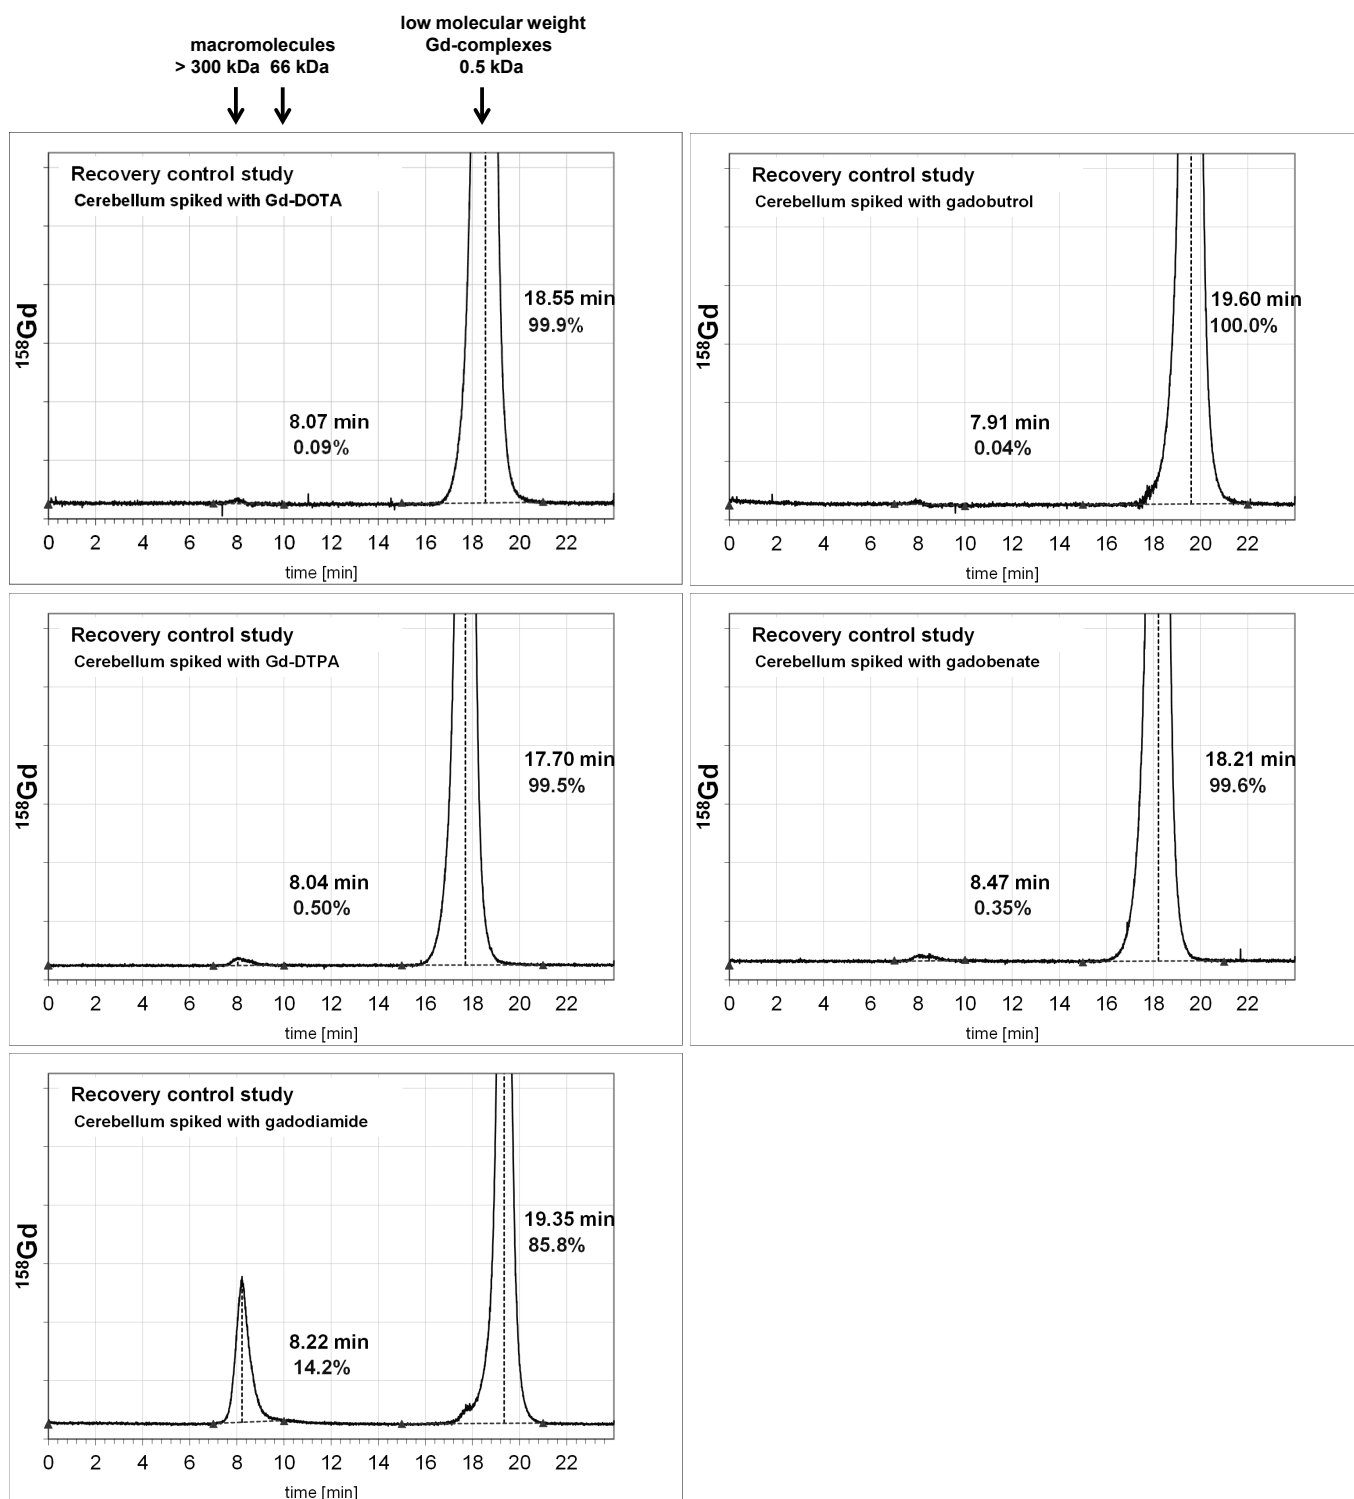 low molecular weight
macromolecules Gd-complexes
> 300 kDa 66 kDa 0.5 kDa
Recovery control study
Cerebellum spiked with Gd-DOTA
18.55 min
99.9%
8.07 min
0.09%
158Gd
0 2 4 6 8 10 12 14 16 18 20 22
time [min]
Recovery control study
Cerebellum spiked with gadobutrol
19.60 min
100.0%
7.91 min
0.04%
158Gd
0 2 4 6 8 10 12 14 16 18 20 22
time [min]
Recovery control study
Cerebellum spiked with Gd-DTPA
17.70 min
99.5%
8.04 min
0.50%
158Gd
0 2 4 6 8 10 12 14 16 18 20 22
time [min]
Recovery control study
Cerebellum spiked with gadobenate
18.21 min
99.6%
8.47 min
0.35%
158Gd
0 2 4 6 8 10 12 14 16 18 20 22
time [min]
Recovery control study
Cerebellum spiked with gadodiamide
19.35 min
85.8%
8.22 min
14.2%
158Gd
0 2 4 6 8 10 12 14 16 18 20 22
time [min]